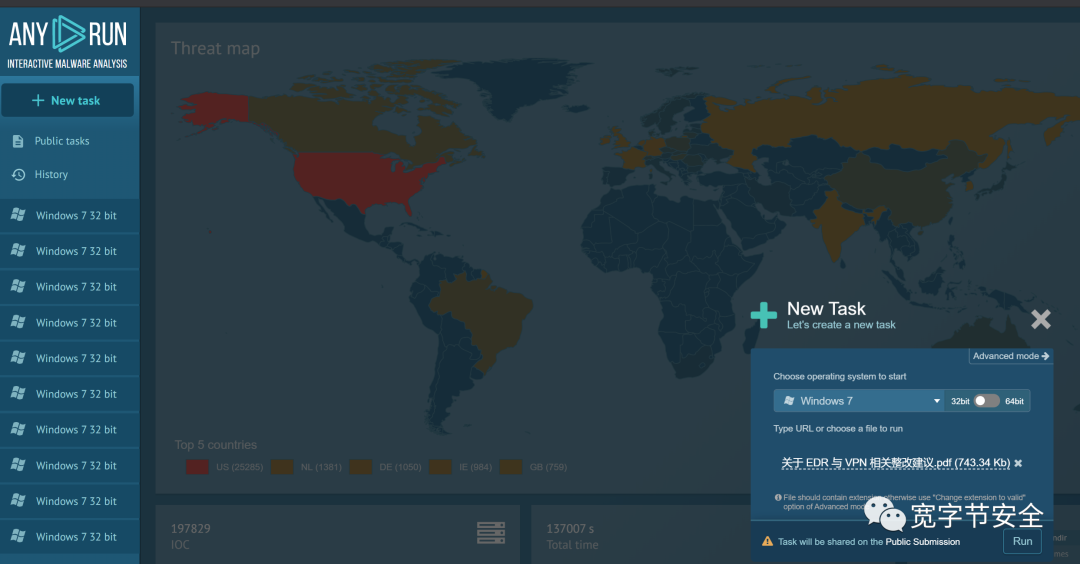 ANY RUN
INTERACTIVE MALWARE ANALYSIS
New task
Public tasks
History
Windows 7 32 bit
Windows 7 32 bit
Windows 7 32 bit
Windows 7 32 bit
Windows 7 32 bit
Windows 7 32 bit
Windows 7 32 bit
Windows 7 32 bit
Windows 7 32 bit
Windows 7 32 bit
Threat map
Top 5 countries
US (25285) NL (1381) DE (1050) IE (984) GB (759)
197829
IOC
137007 s
Total time
New Task
Let's create a new task
Advanced mode
Choose operating system to start
Windows 7 32bit 64bit
Type URL or choose a file to run
关于 EDR 与 VPN 相关整改建议.pdf (743.34 Kb)
File should contain extension otherwise use "Change extension to valid"
option of Advanced
宽字节安全
Task will be shared on the Public Submission
Run